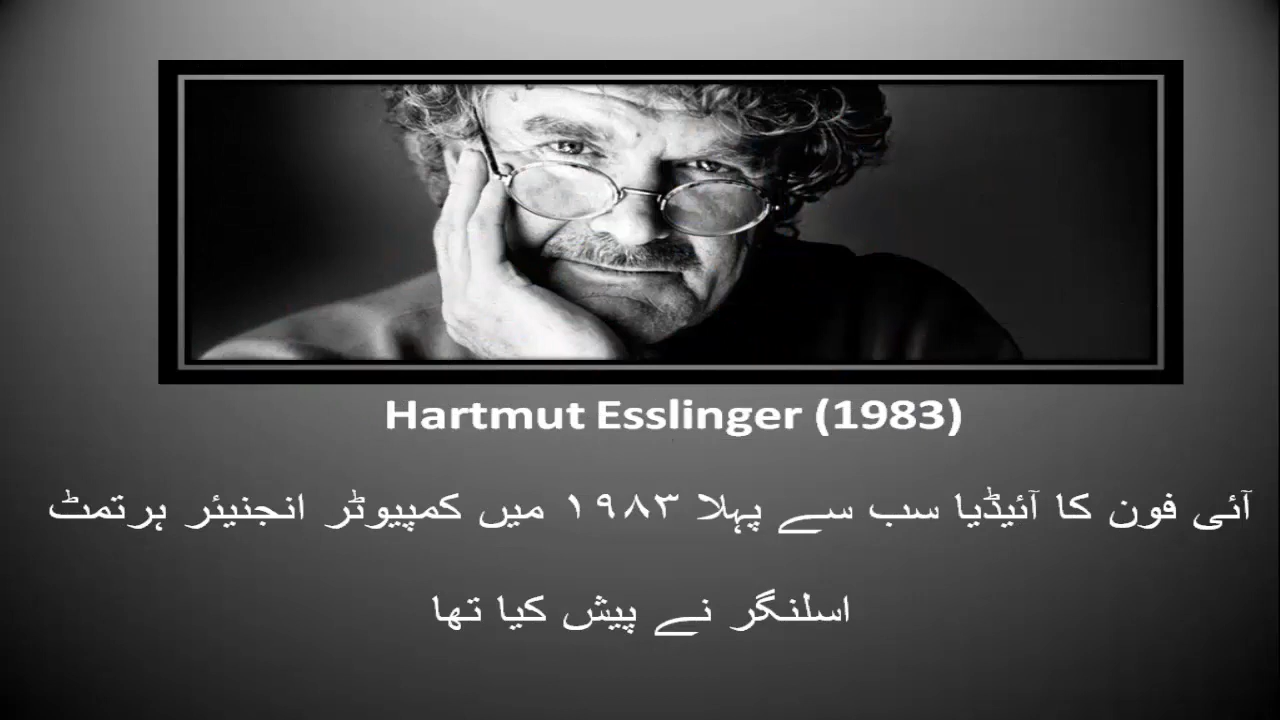 Hartmut Esslinger (1983)
آئی فون کا آئیڈیا سب سے پہلا ۱۹۸۳ میں کمپیوٹر انجنیئر ہرتمٹ
اسلنگر نے پیش کیا تھا